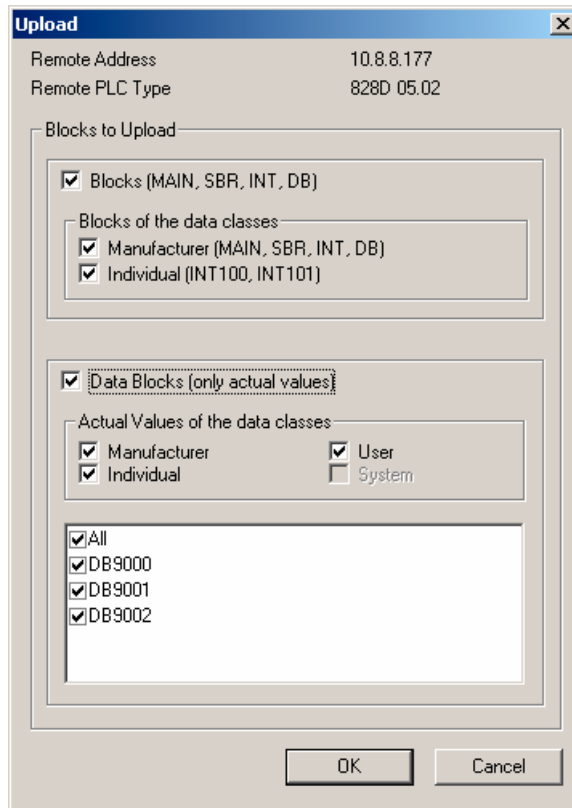 Upload
Remote Address 10.8.8.177
Remote PLC Type 828D 05.02
Blocks to Upload
Blocks (MAIN, SBR, INT, DB)
Blocks of the data classes
Manufacturer (MAIN, SBR, INT, DB)
Individual (INT100, INT101)
Data Blocks (only actual values)
Actual Values of the data classes
Manufacturer User
Individual System
All
DB9000
DB9001
DB9002
OK Cancel